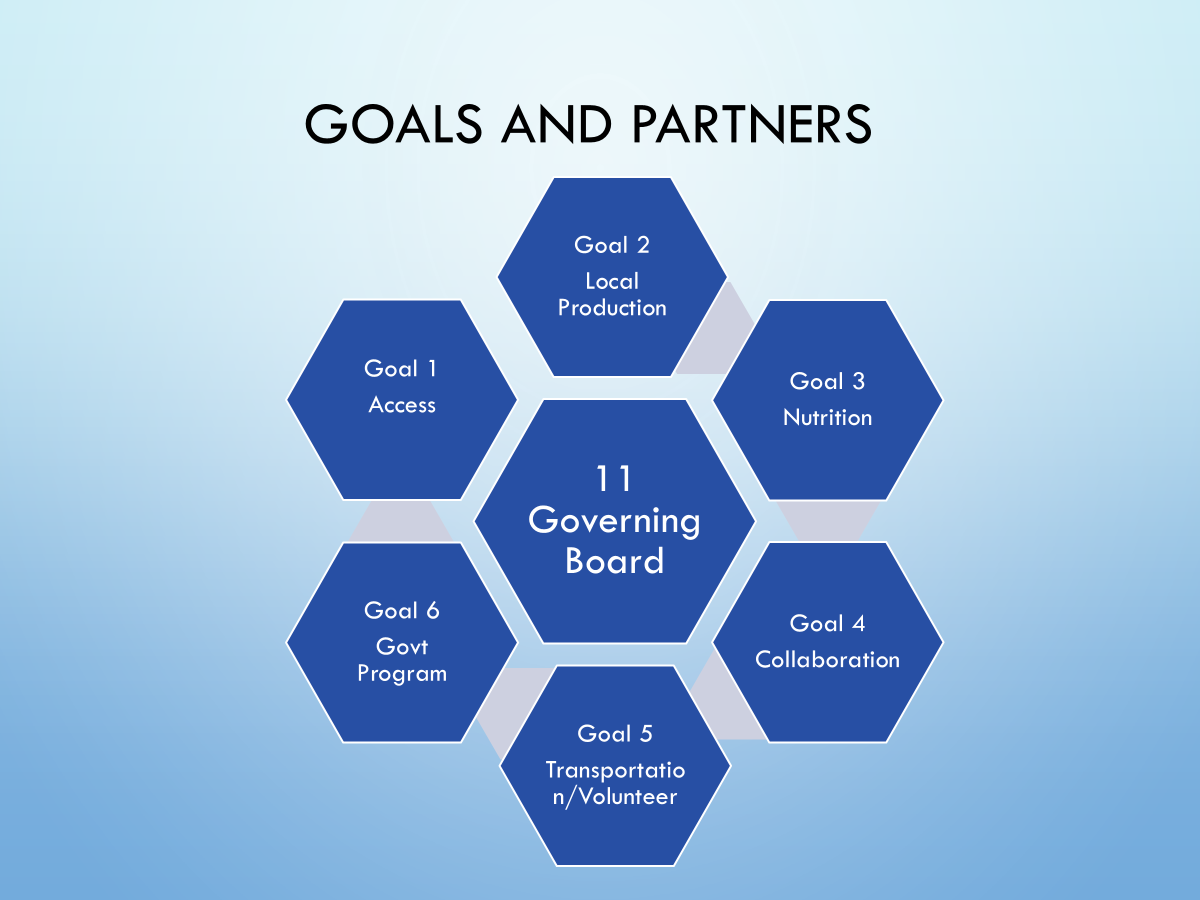 GOALS AND PARTNERS
Goal 2
Local
Production
Goal 1
Access
Goal 3
Nutrition
11
Governing
Board
Goal 6
Govt
Program
Goal 4
Collaboration
Goal 5
Transportatio
n/Volunteer